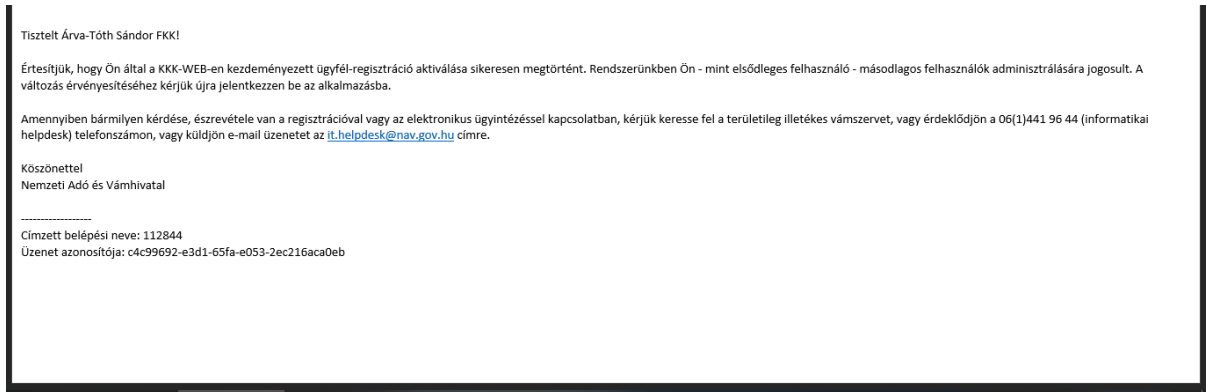 Tisztelt Árva-Tóth Sándor FKK!
Értesítjük, hogy Ön által a KKK-WEB-en kezdeményezett ügyfél-regisztráció aktiválása sikeresen megtörtént. Rendszerünkben Ön - mint elsődleges felhasználó - másodlagos felhasználók adminisztrálására jogosult. A
változás érvényesítéséhez kérjük újra jelentkezzen be az alkalmazásba.
Amennyiben bármilyen kérdése, észrevétele van a regisztrációval vagy az elektronikus ügyintézéssel kapcsolatban, kérjük keresse fel a területileg illetékes vámszervet, vagy érdeklődjön a 06(1)441 96 44 (informatikai
helpdesk) telefonszámon, vagy küldjön e-mail üzenetet az it.helpdesk@nav.gov.hu címre.
Köszönettel
Nemzeti Adó és Vámhivatal
------------------
Címzett belépési neve: 112844
Üzenet azonosítója: c4c99692-e3d1-65fa-e053-2ec216aca0eb